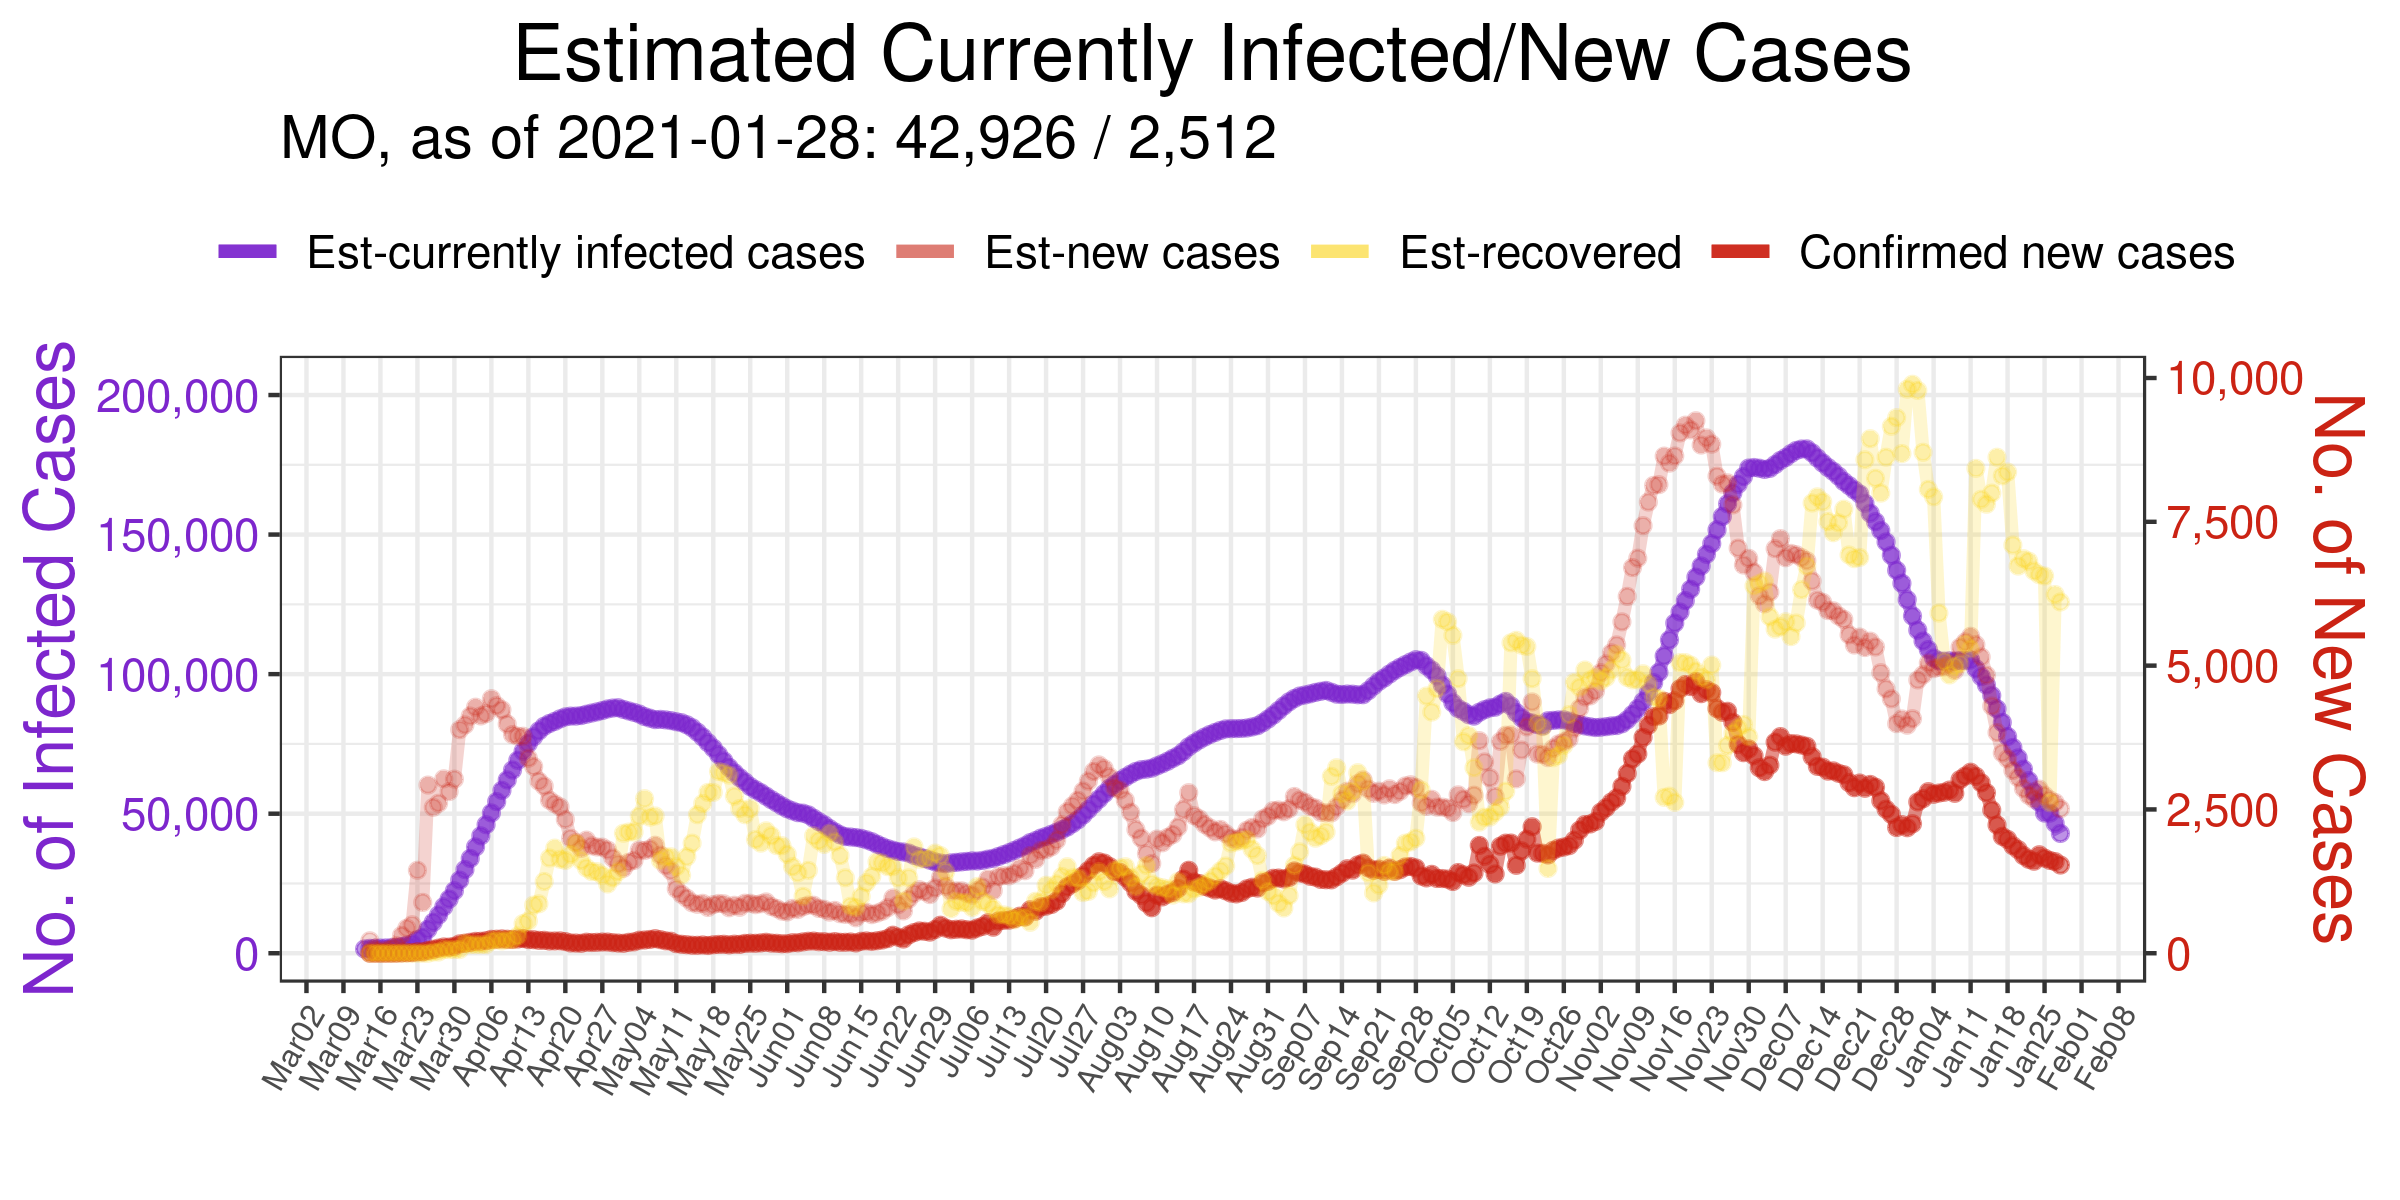 Estimated Currently Infected/New Cases
MO, as of 2021-01-28: 42,926 / 2,512
Est-currently infected cases Est-new cases Est-recovered Confirmed new cases
No. of Infected Cases
200,000
150,000
100,000
50,000
0
10,000
7,500
5,000
2,500
0
No. of New Cases
Mar02 Mar09 Mar16 Mar23 Mar30 Apr06 Apr13 Apr20 Apr27 May04 May11 May18 May25 Jun01 Jun08 Jun15 Jun22 Jun29 Jul06 Jul13 Jul20 Jul27 Aug03 Aug10 Aug17 Aug24 Aug31 Sep07 Sep14 Sep21 Sep28 Oct05 Oct12 Oct19 Oct26 Nov02 Nov09 Nov16 Nov23 Nov30 Dec07 Dec14 Dec21 Dec28 Jan04 Jan11 Jan18 Jan25 Feb01 Feb08